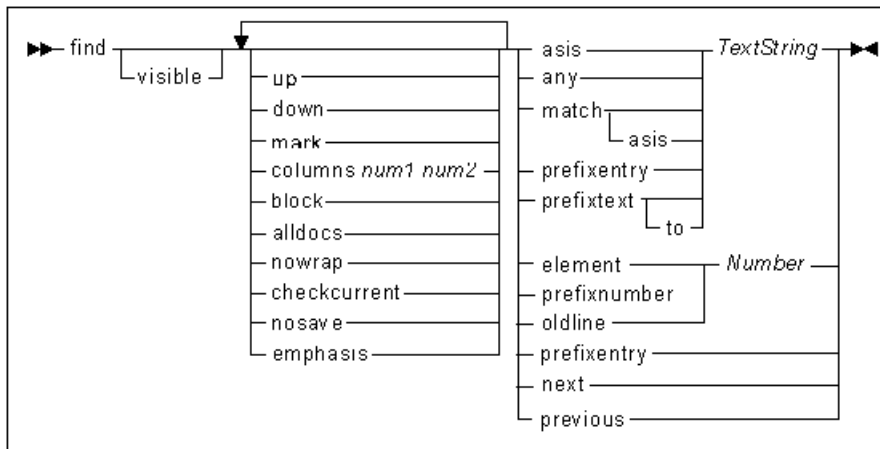 find asis TextString
visible
up any
down match
mark asis
columns num1 num2 prefixentry
block prefixtext
alldocs to
nowrap element Number
checkcurrent prefixnumber
nosave oldline
emphasis prefixentry
next
previous